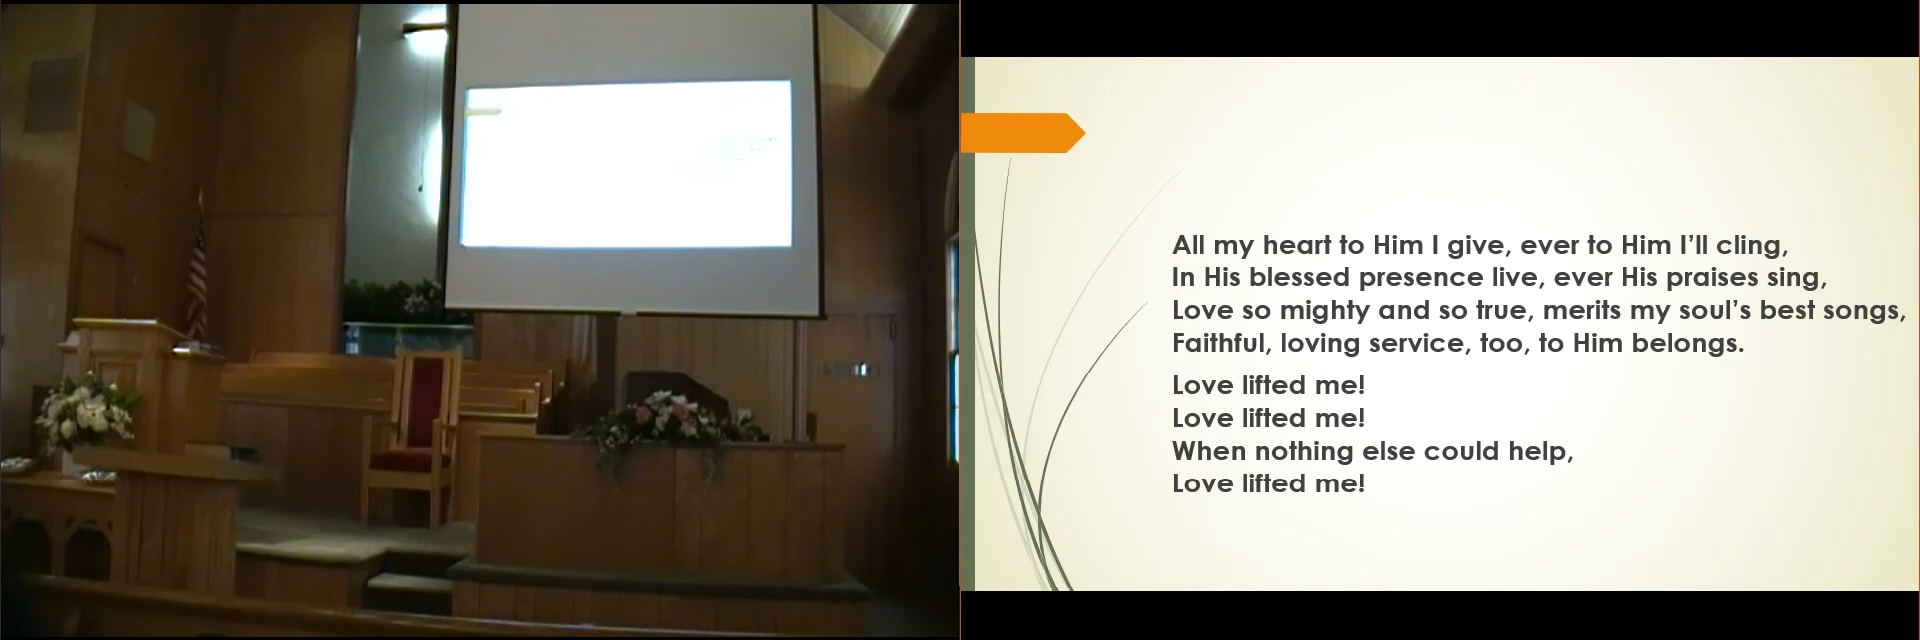 All my heart to Him I give, ever to Him I’ll cling,
In His blessed presence live, ever His praises sing,
Love so mighty and so true, merits my soul’s best songs,
Faithful, loving service, too, to Him belongs.
Love lifted me!
Love lifted me!
When nothing else could help,
Love lifted me!